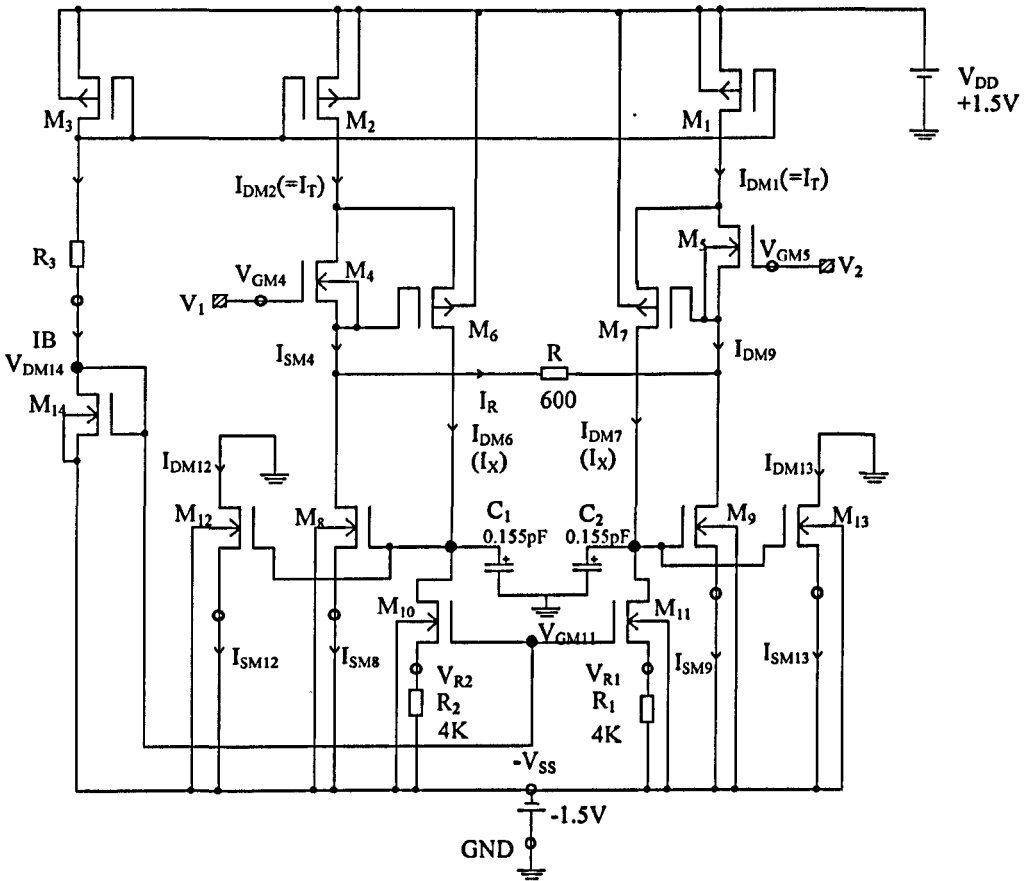 V_DD
+1.5V
M_3
M_2
M_1
I_DM2(=I_T)
I_DM1(=I_T)
R_3
V_GM4
M_4
M_5
V_GM5
V_1
V_2
M_6
M_7
IB
V_DM14
I_SM4
R
600
I_R
I_DM9
M_14
I_DM6
(I_X)
I_DM7
(I_X)
I_DM12
I_DM13
M_12
M_8
C_1
0.155pF
C_2
0.155pF
M_9
M_13
M_10
M_11
V_GM11
I_SM12
I_SM8
V_R2
R_2
4K
V_R1
R_1
4K
I_SM9
I_SM13
-V_SS
-1.5V
GND